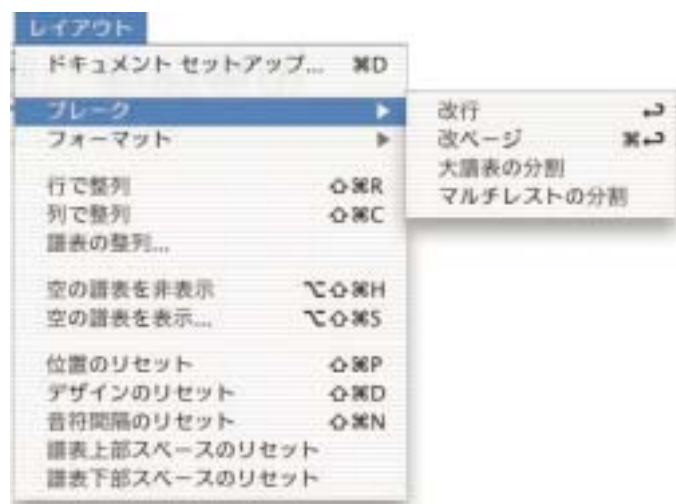 レイアウト
ドキュメント セットアップ... ⌘D
ブレーク ▶
フォーマット ▶
行で整列 ⇧⌘R
列で整列 ⇧⌘C
譜表の整列...
空の譜表を非表示 ⌥⇧⌘H
空の譜表を表示... ⌥⇧⌘S
位置のリセット ⇧⌘P
デザインのリセット ⇧⌘D
音符間隔のリセット ⇧⌘N
譜表上部スペースのリセット
譜表下部スペースのリセット
改行 ↩
改ページ ⌘↩
大譜表の分割
マルチレストの分割